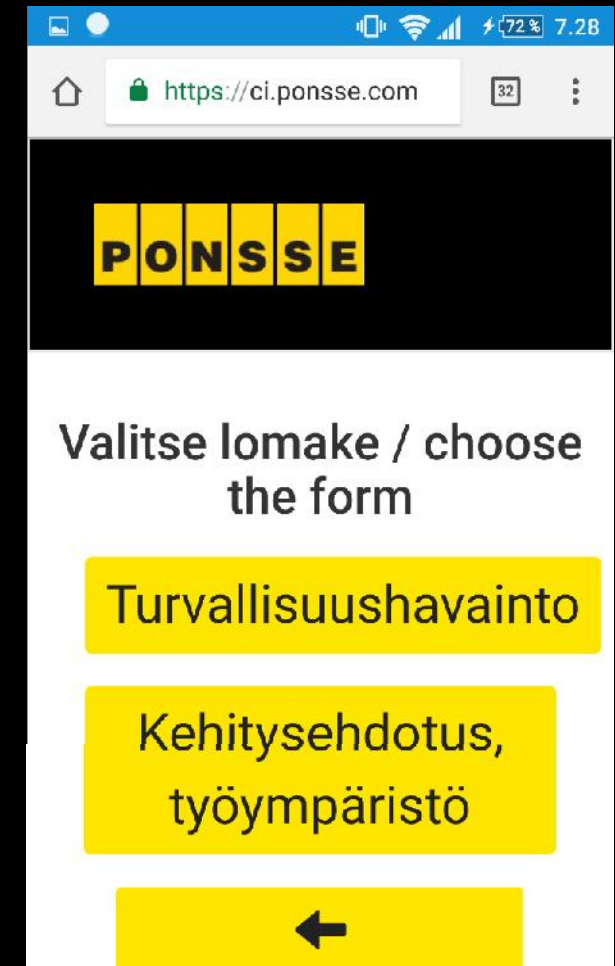 72% 7.28
https://ci.ponsse.com 32
PONSSE
Valitse lomake / choose
the form
Turvallisuushavainto
Kehitysehdotus,
työympäristö